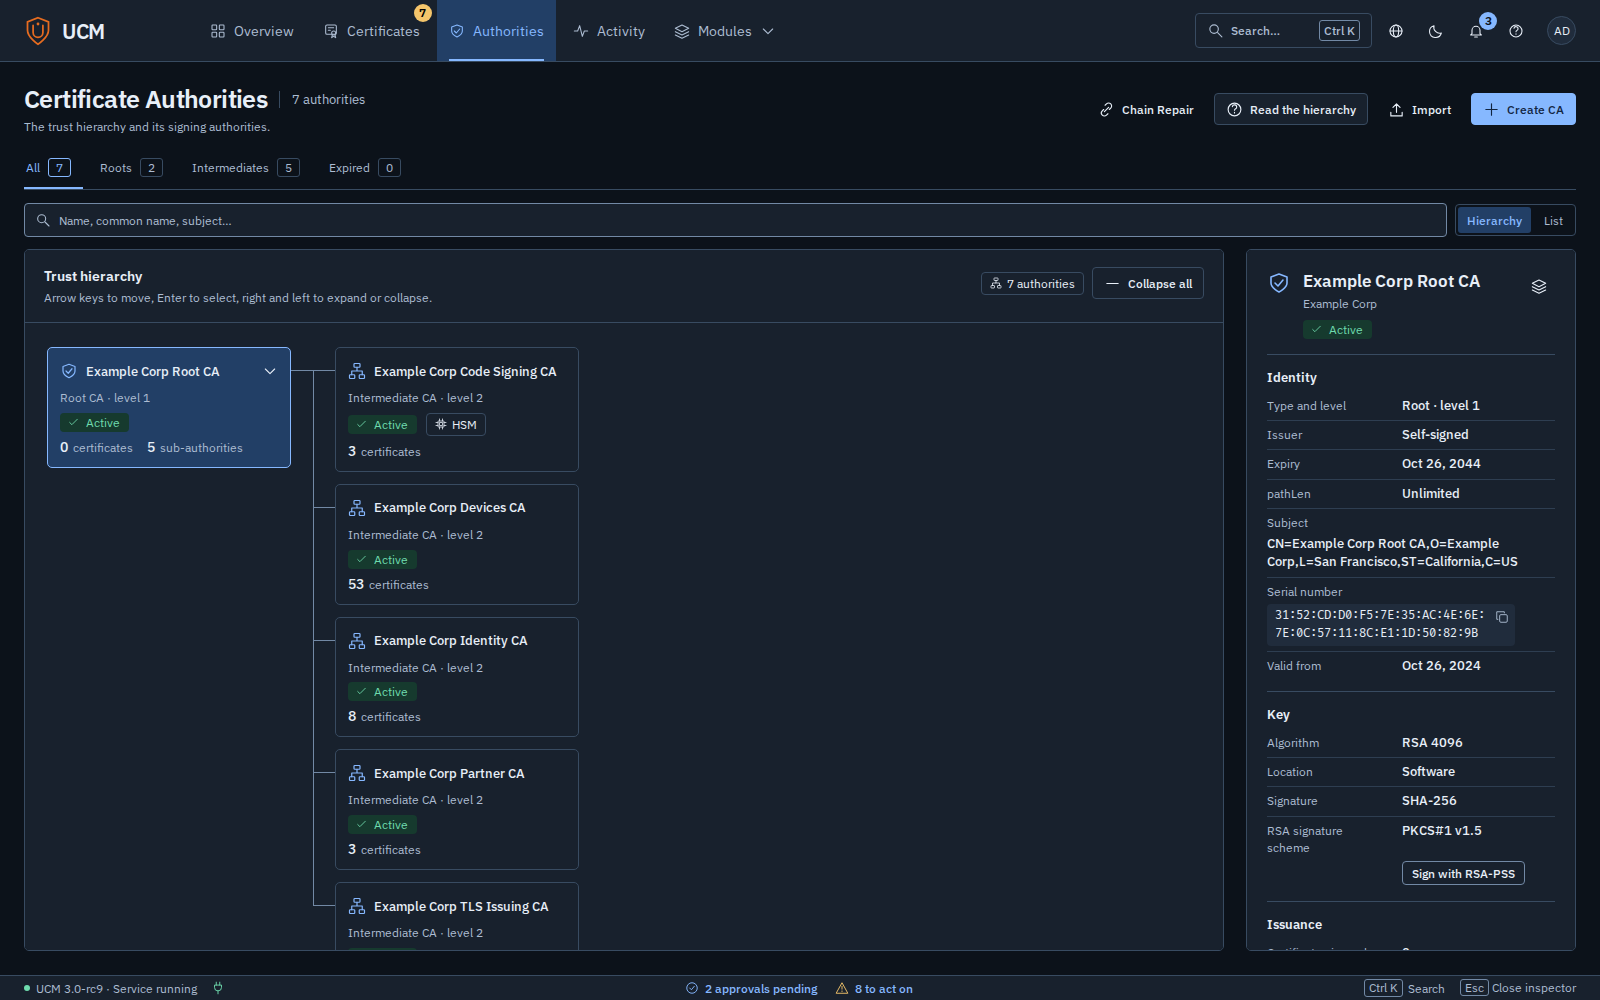 UCM
Overview
Certificates
7
Authorities
Activity
Modules
Search...
Ctrl K
3
AD
Certificate Authorities
7 authorities
The trust hierarchy and its signing authorities.
Chain Repair
Read the hierarchy
Import
Create CA
All 7
Roots 2
Intermediates 5
Expired 0
Name, common name, subject...
Hierarchy
List
Trust hierarchy
Arrow keys to move, Enter to select, right and left to expand or collapse.
7 authorities
Collapse all
Example Corp Root CA
Root CA · level 1
Active
0 certificates 5 sub-authorities
Example Corp Code Signing CA
Intermediate CA · level 2
Active
HSM
3 certificates
Example Corp Devices CA
Intermediate CA · level 2
Active
53 certificates
Example Corp Identity CA
Intermediate CA · level 2
Active
8 certificates
Example Corp Partner CA
Intermediate CA · level 2
Active
3 certificates
Example Corp TLS Issuing CA
Intermediate CA · level 2
Example Corp Root CA
Example Corp
Active
Identity
Type and level Root · level 1
Issuer Self-signed
Expiry Oct 26, 2044
pathLen Unlimited
Subject
CN=Example Corp Root CA,O=Example
Corp,L=San Francisco,ST=California,C=US
Serial number
31:52:CD:D0:F5:7E:35:AC:4E:6E:
7E:0C:57:11:8C:E1:1D:50:82:9B
Valid from Oct 26, 2024
Key
Algorithm RSA 4096
Location Software
Signature SHA-256
RSA signature PKCS#1 v1.5
scheme
Sign with RSA-PSS
Issuance
UCM 3.0-rc9 · Service running
2 approvals pending
8 to act on
Ctrl K Search
Esc Close inspector